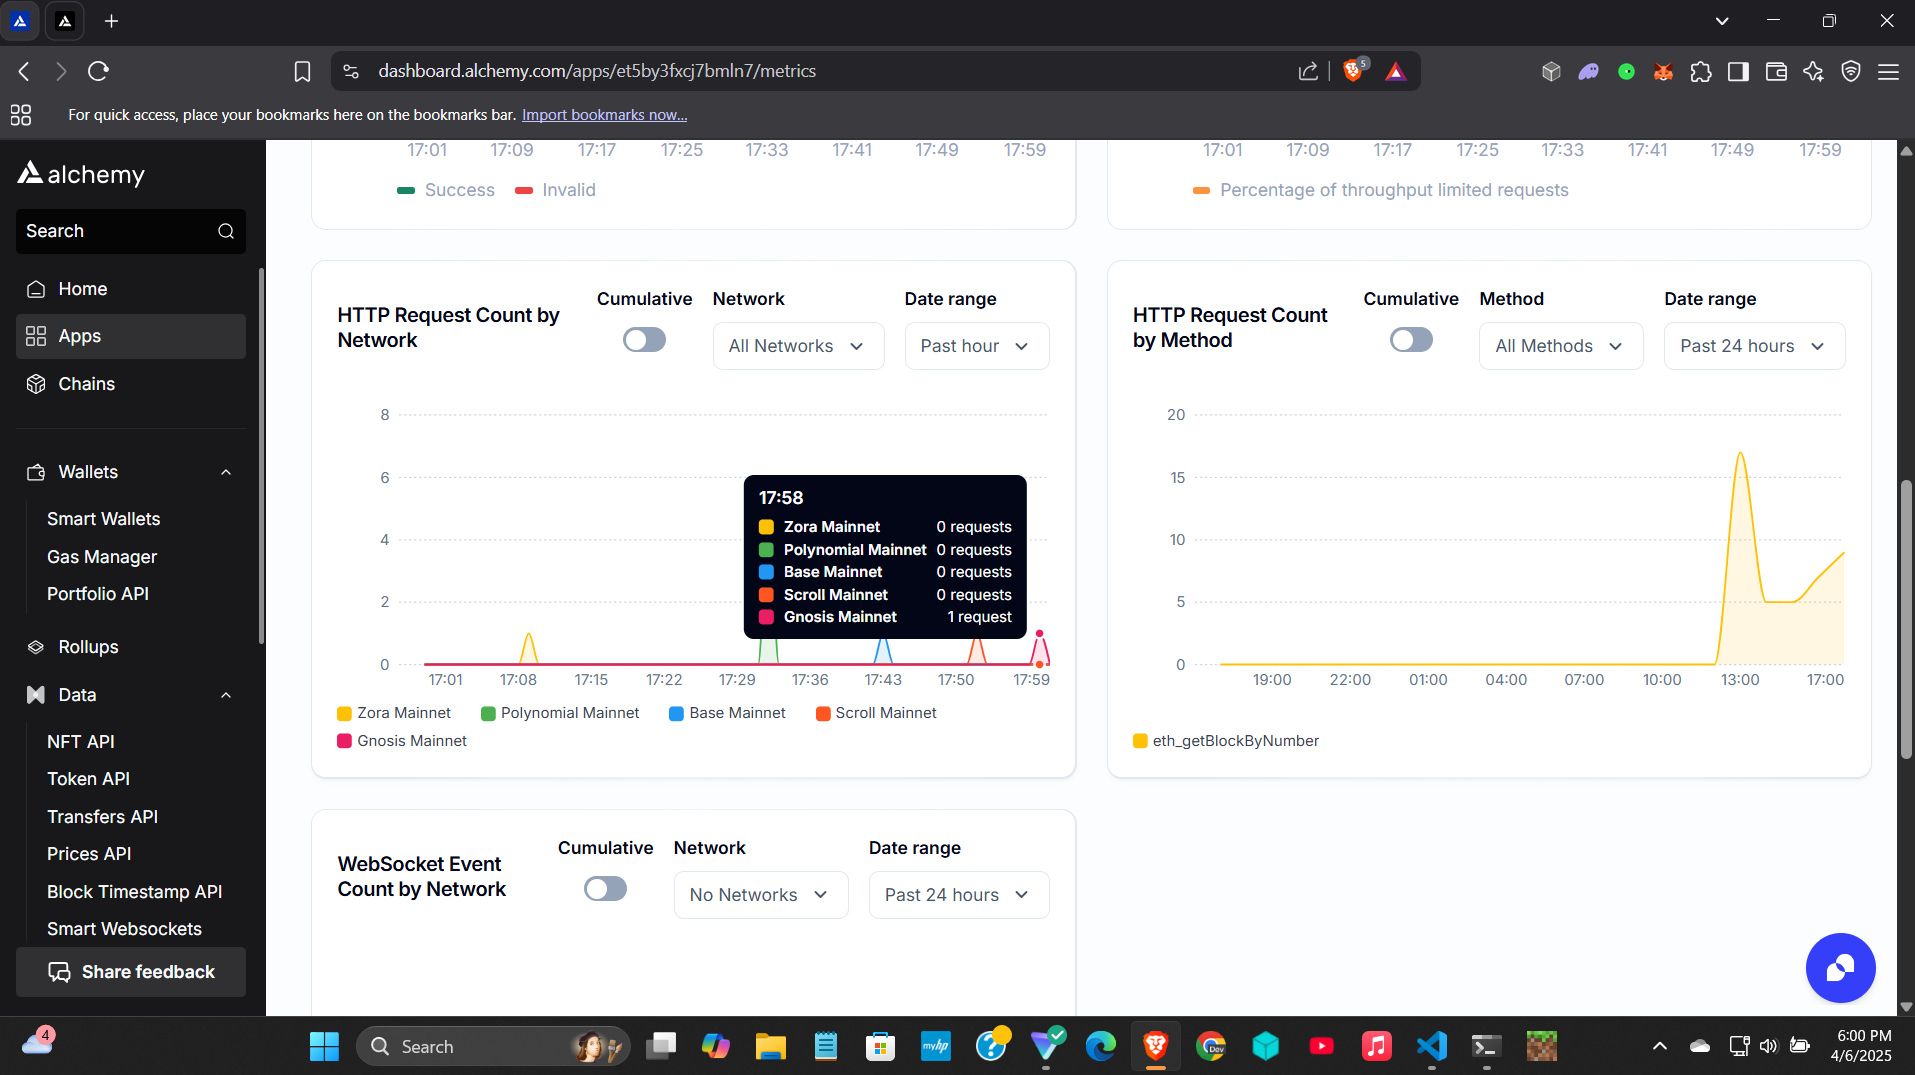 dashboard.alchemy.com/apps/et5by3fxcj7bmln7/metrics
5
For quick access, place your bookmarks here on the bookmarks bar. Import bookmarks now...
alchemy
Search
Home
Apps
Chains
Wallets
Smart Wallets
Gas Manager
Portfolio API
Rollups
Data
NFT API
Token API
Transfers API
Prices API
Block Timestamp API
Smart Websockets
Share feedback
17:01 17:09 17:17 17:25 17:33 17:41 17:49 17:59
Success Invalid
17:01 17:09 17:17 17:25 17:33 17:41 17:49 17:59
Percentage of throughput limited requests
HTTP Request Count by
Network
Cumulative Network Date range
All Networks Past hour
8
6
4
2
0
17:58
Zora Mainnet 0 requests
Polynomial Mainnet 0 requests
Base Mainnet 0 requests
Scroll Mainnet 0 requests
Gnosis Mainnet 1 request
17:01 17:08 17:15 17:22 17:29 17:36 17:43 17:50 17:59
Zora Mainnet Polynomial Mainnet Base Mainnet Scroll Mainnet
Gnosis Mainnet
HTTP Request Count
by Method
Cumulative Method Date range
All Methods Past 24 hours
20
15
10
5
0
19:00 22:00 01:00 04:00 07:00 10:00 13:00 17:00
eth_getBlockByNumber
WebSocket Event
Count by Network
Cumulative Network Date range
No Networks Past 24 hours
4
Search
myhp
Dev
6:00 PM
4/6/2025